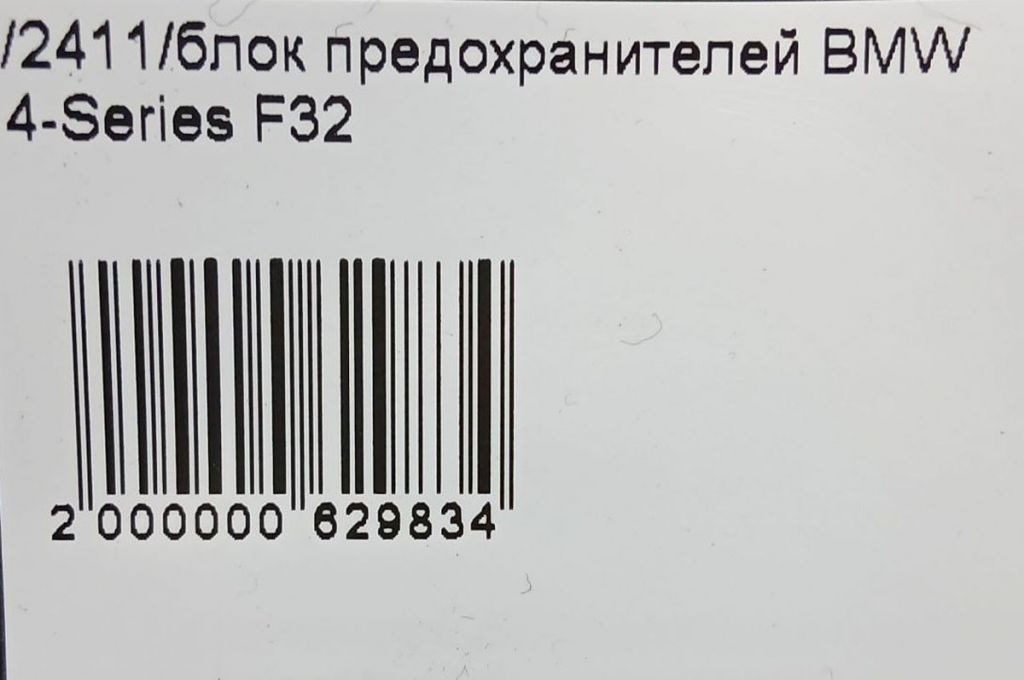 /2411/блок предохранителей BMW
4-Series F32
2 000000 629834